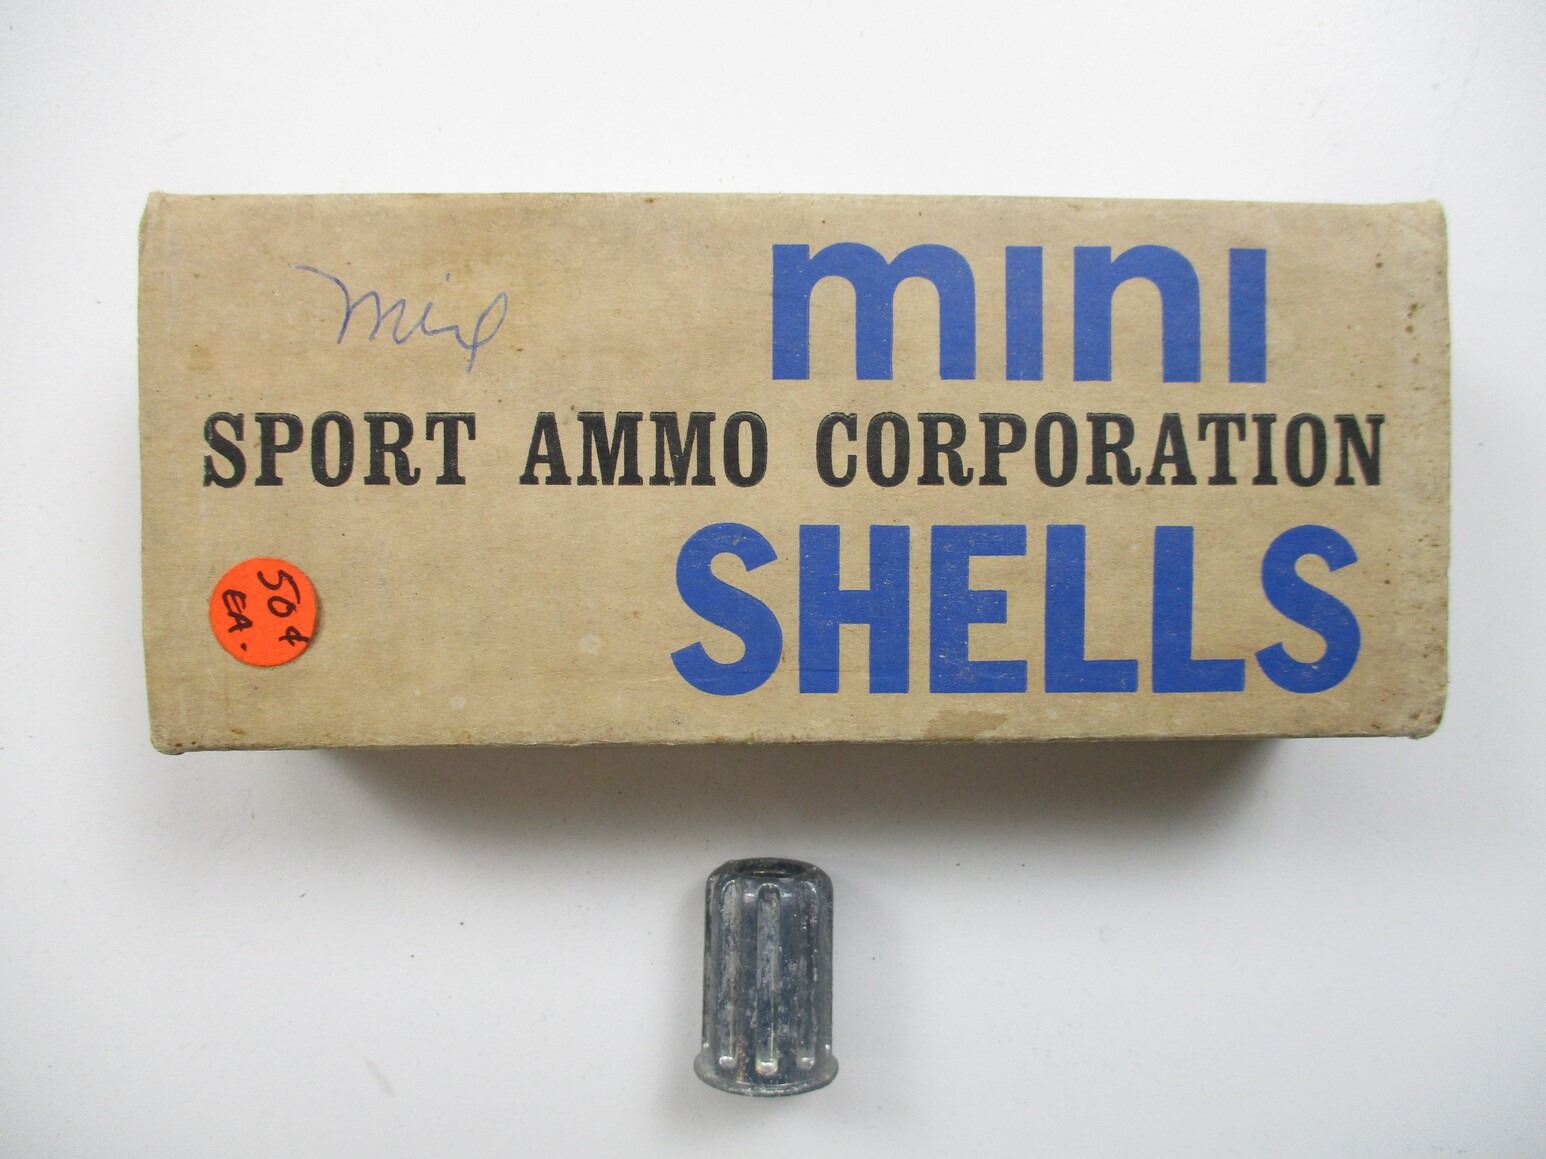 mini
SPORT AMMO CORPORATION
SHELLS
50¢
EA.